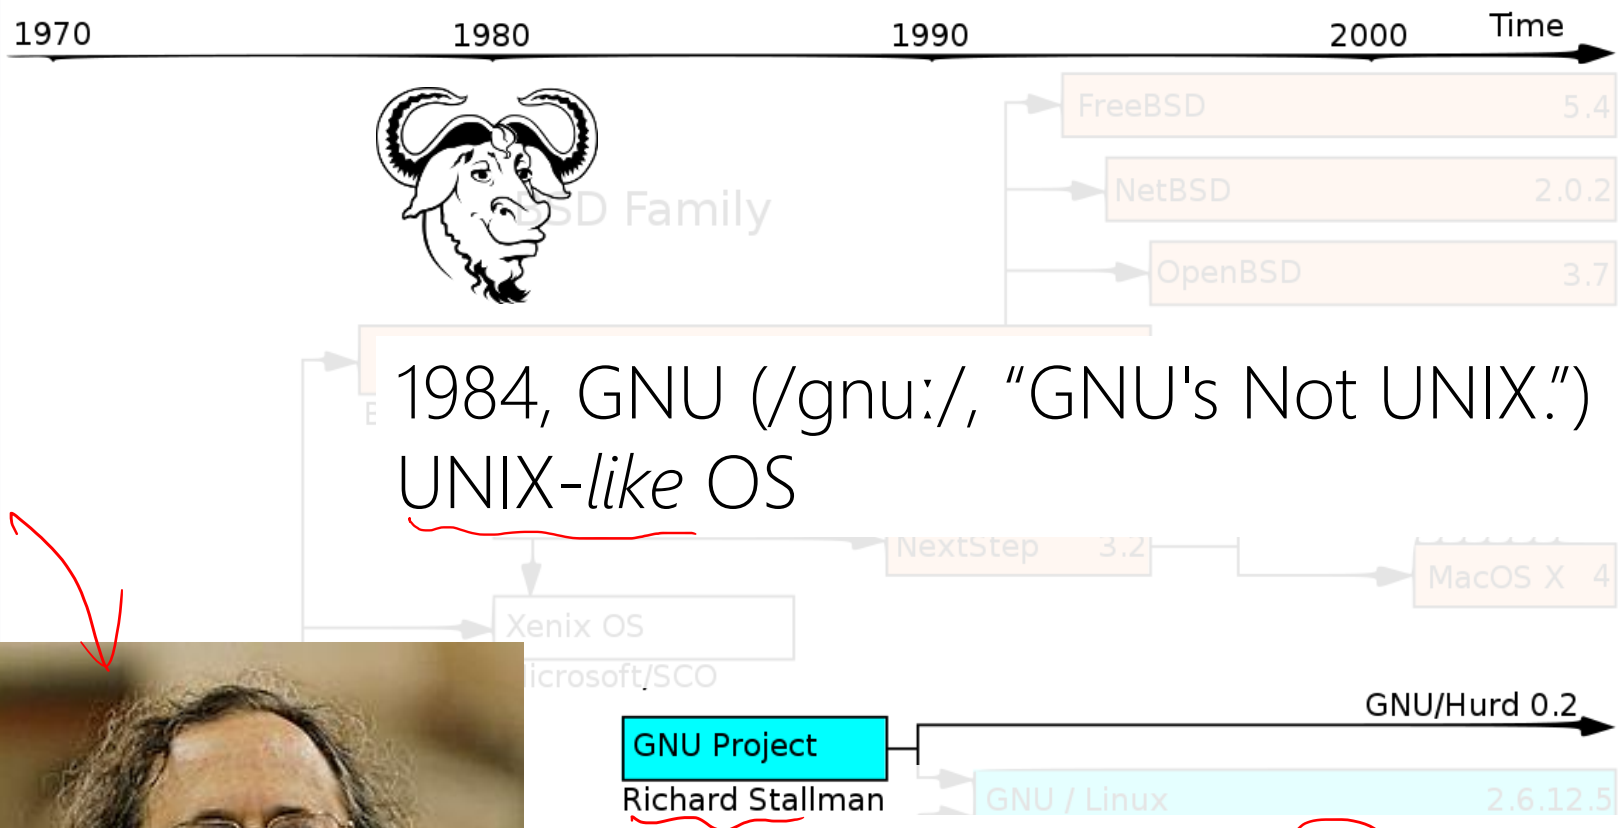 1970 1980 1990 2000 Time
FreeBSD 5.4
NetBSD 2.0.2
BSD Family
OpenBSD 3.7
1984, GNU (/gnuː/, “GNU's Not UNIX.”)
UNIX-like OS
NextStep 3.2
MacOS X 4
Xenix OS
icrosoft/SCO
GNU/Hurd 0.2
GNU Project
Richard Stallman
GNU / Linux 2.6.12.5